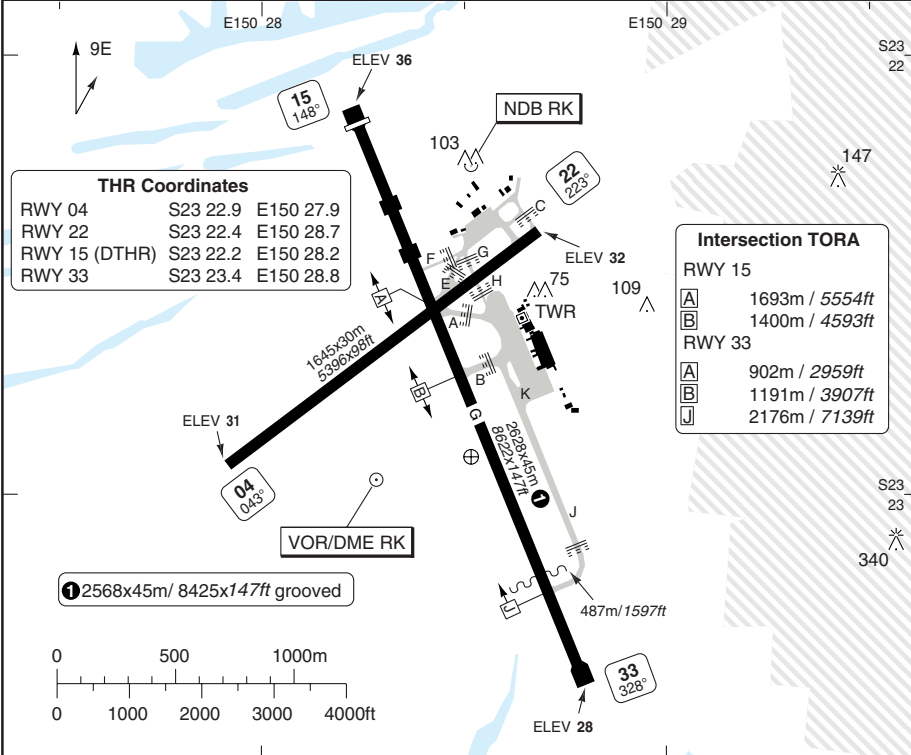 E150 28
E150 29
9E
S23
22
ELEV 36
15
148°
NDB RK
103
147
22
223°
THR Coordinates
RWY 04 S23 22.9 E150 27.9
RWY 22 S23 22.4 E150 28.7
RWY 15 (DTHR) S23 22.2 E150 28.2
RWY 33 S23 23.4 E150 28.8
C
ELEV 32
F
G
E
H
A
A
75
TWR
109
Intersection TORA
RWY 15
A 1693m / 5554ft
B 1400m / 4593ft
RWY 33
A 902m / 2959ft
B 1191m / 3907ft
J 2176m / 7139ft
1645x30m
5396x98ft
B
B
K
G
ELEV 31
04
043°
2628x45m
8622x147ft
1
S23
23
J
VOR/DME RK
340
1 2568x45m/ 8425x147ft grooved
J
487m/1597ft
0 500 1000m
0 1000 2000 3000 4000ft
33
328°
ELEV 28